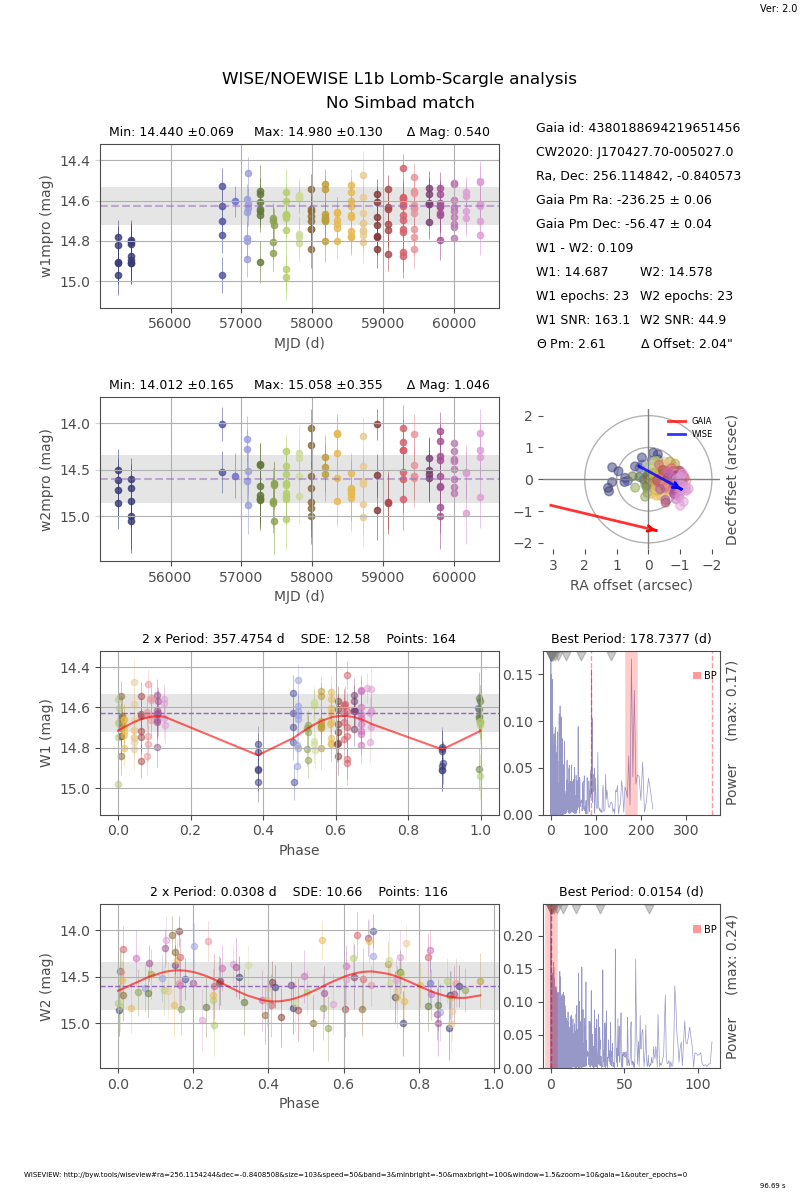 Ver: 2.0
WISE/NOEWISE L1b Lomb-Scargle analysis
No Simbad match
Min: 14.440 ±0.069 Max: 14.980 ±0.130 Δ Mag: 0.540
w1mpro (mag)
14.4
14.6
14.8
15.0
56000 57000 58000 59000 60000
MJD (d)
Gaia id: 4380188694219651456
CW2020: J170427.70-005027.0
Ra, Dec: 256.114842, -0.840573
Gaia Pm Ra: -236.25 ± 0.06
Gaia Pm Dec: -56.47 ± 0.04
W1 - W2: 0.109
W1: 14.687 W2: 14.578
W1 epochs: 23 W2 epochs: 23
W1 SNR: 163.1 W2 SNR: 44.9
Θ Pm: 2.61 Δ Offset: 2.04"
Min: 14.012 ±0.165 Max: 15.058 ±0.355 Δ Mag: 1.046
w2mpro (mag)
14.0
14.5
15.0
56000 57000 58000 59000 60000
MJD (d)
GAIA
WISE
2
1
0
−1
−2
3 2 1 0 −1 −2
RA offset (arcsec)
Dec offset (arcsec)
2 x Period: 357.4754 d SDE: 12.58 Points: 164
W1 (mag)
14.4
14.6
14.8
15.0
0.0 0.2 0.4 0.6 0.8 1.0
Phase
Best Period: 178.7377 (d)
BP
0.15
0.10
0.05
0.00
0 100 200 300
Power (max: 0.17)
2 x Period: 0.0308 d SDE: 10.66 Points: 116
W2 (mag)
14.0
14.5
15.0
0.0 0.2 0.4 0.6 0.8 1.0
Phase
Best Period: 0.0154 (d)
BP
0.20
0.15
0.10
0.05
0.00
0 50 100
Power (max: 0.24)
WISEVIEW: http://byw.tools/wiseview#ra=256.1154244&dec=-0.8408508&size=103&speed=50&band=3&minbright=-50&maxbright=100&window=1.5&zoom=10&gaia=1&outer_epochs=0
96.69 s